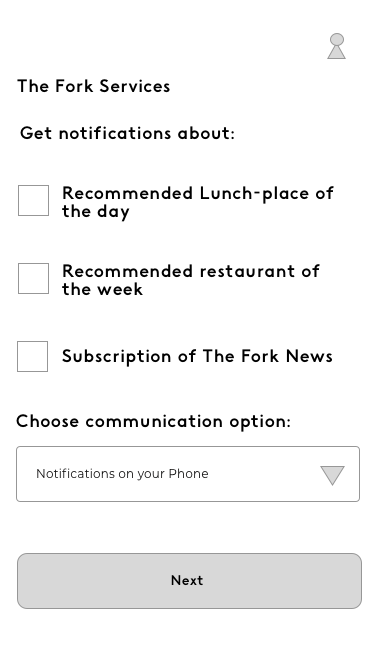 The Fork Services
Get notifications about:
Recommended Lunch-place of
the day
Recommended restaurant of
the week
Subscription of The Fork News
Choose communication option:
Notifications on your Phone
Next